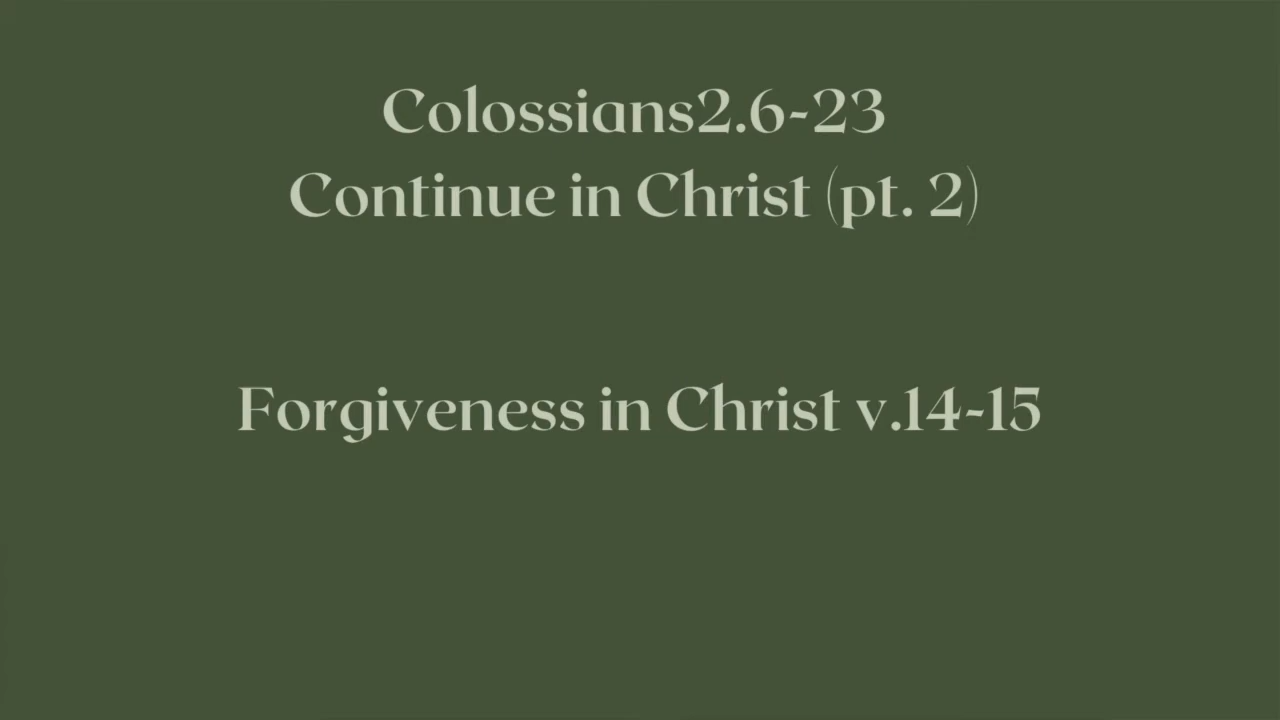 Colossians2.6-23
Continue in Christ (pt. 2)
Forgiveness in Christ v.14-15